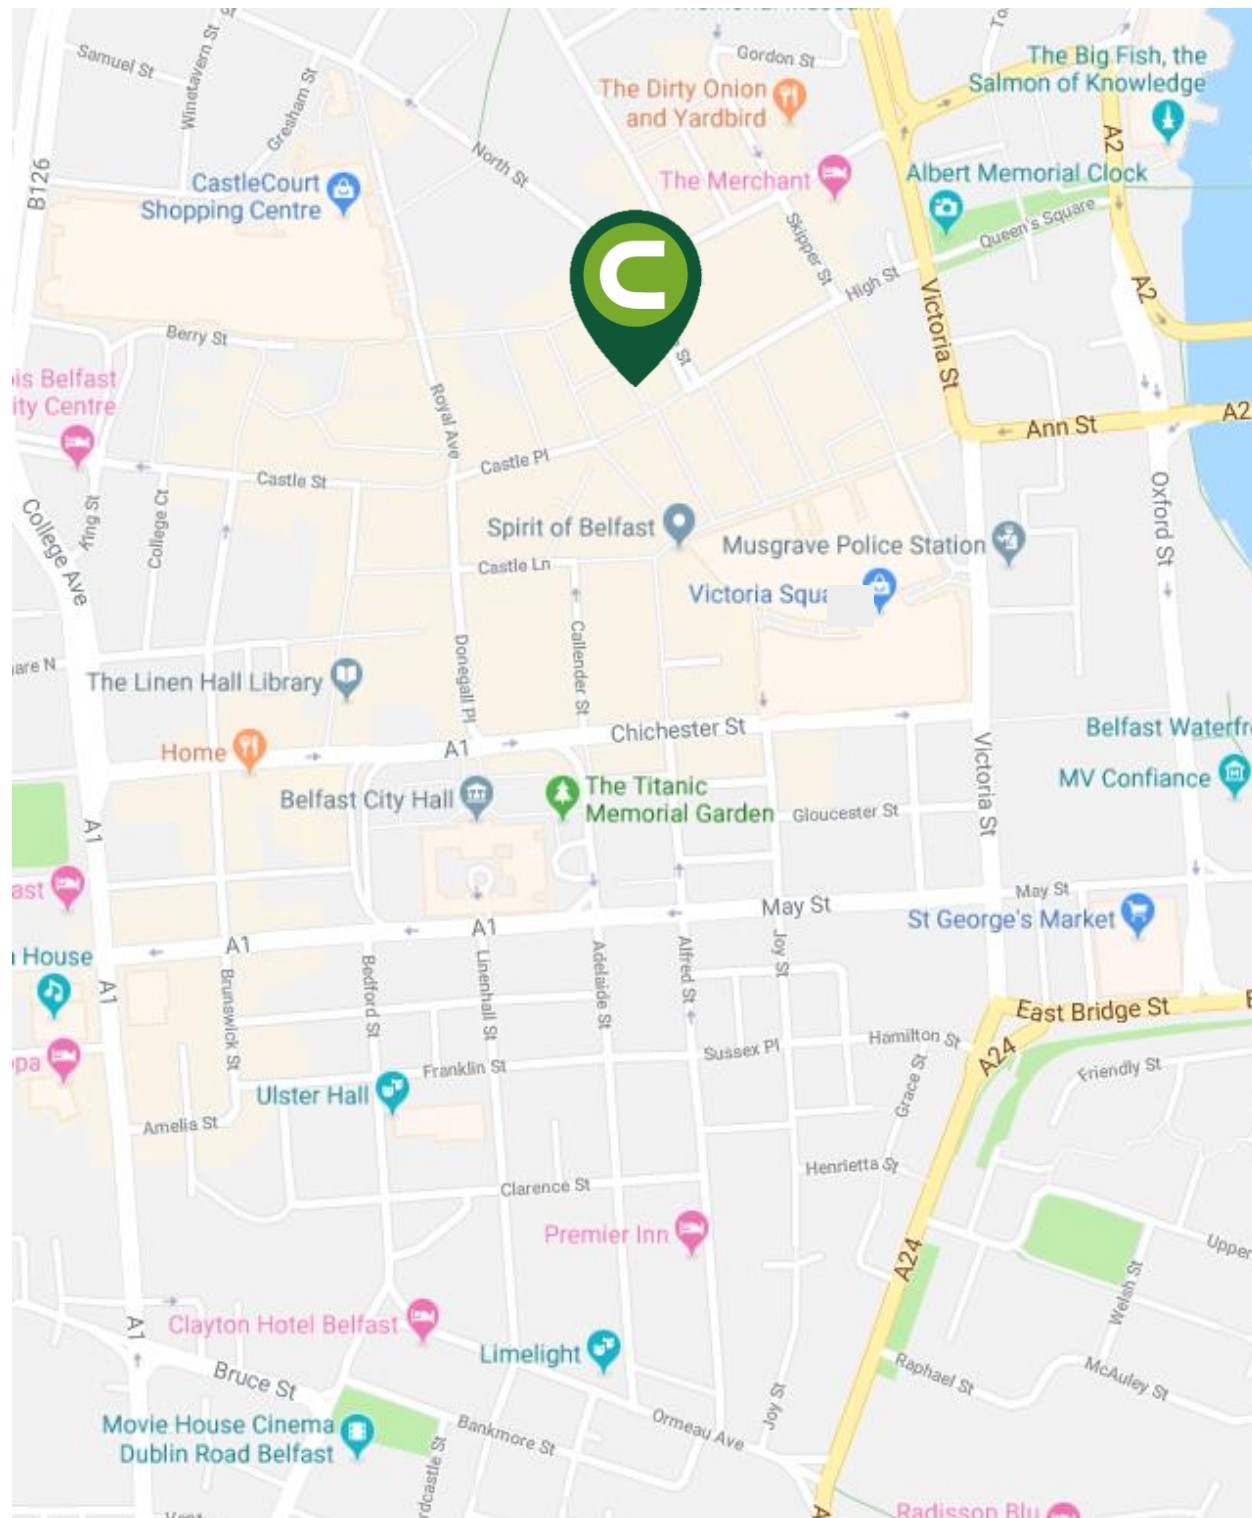 Samuel St
Winetavern St
Gresham St
Gordon St
The Big Fish, the
Salmon of Knowledge
The Dirty Onion
and Yardbird
A2
B126
North St
CastleCourt
Shopping Centre
The Merchant
Albert Memorial Clock
Queen's Square
Skipper St
High St
C
A2
Victoria St
Berry St
St
Royal Ave
Belfast
City Centre
Ann St
A2
Castle Pl
Castle St
College Ave
King St
College Ct
Oxford St
Spirit of Belfast
Musgrave Police Station
Castle Ln
Victoria Squa
Callender St
Donegall Pl
are N
The Linen Hall Library
Chichester St
A1
Home
Victoria St
Belfast Waterfr
MV Confiance
Belfast City Hall
The Titanic
Memorial Garden
Gloucester St
A1
ast
May St
May St
St George's Market
A1
A1
House
A1
Brunswick St
Bedford St
Linenhall St
Adelaide St
Alfred St
Joy St
East Bridge St
Hamilton St
A24
Sussex Pl
Franklin St
Grace St
Friendly St
pa
Ulster Hall
Amelia St
Henrietta St
Clarence St
Premier Inn
A24
Upper
Welsh St
A1
Clayton Hotel Belfast
Limelight
Bruce St
Raphael St
McAuley St
Joy St
Movie House Cinema
Dublin Road Belfast
Bankmore St
Ormeau Ave
rdcastle St
Radisson Blu